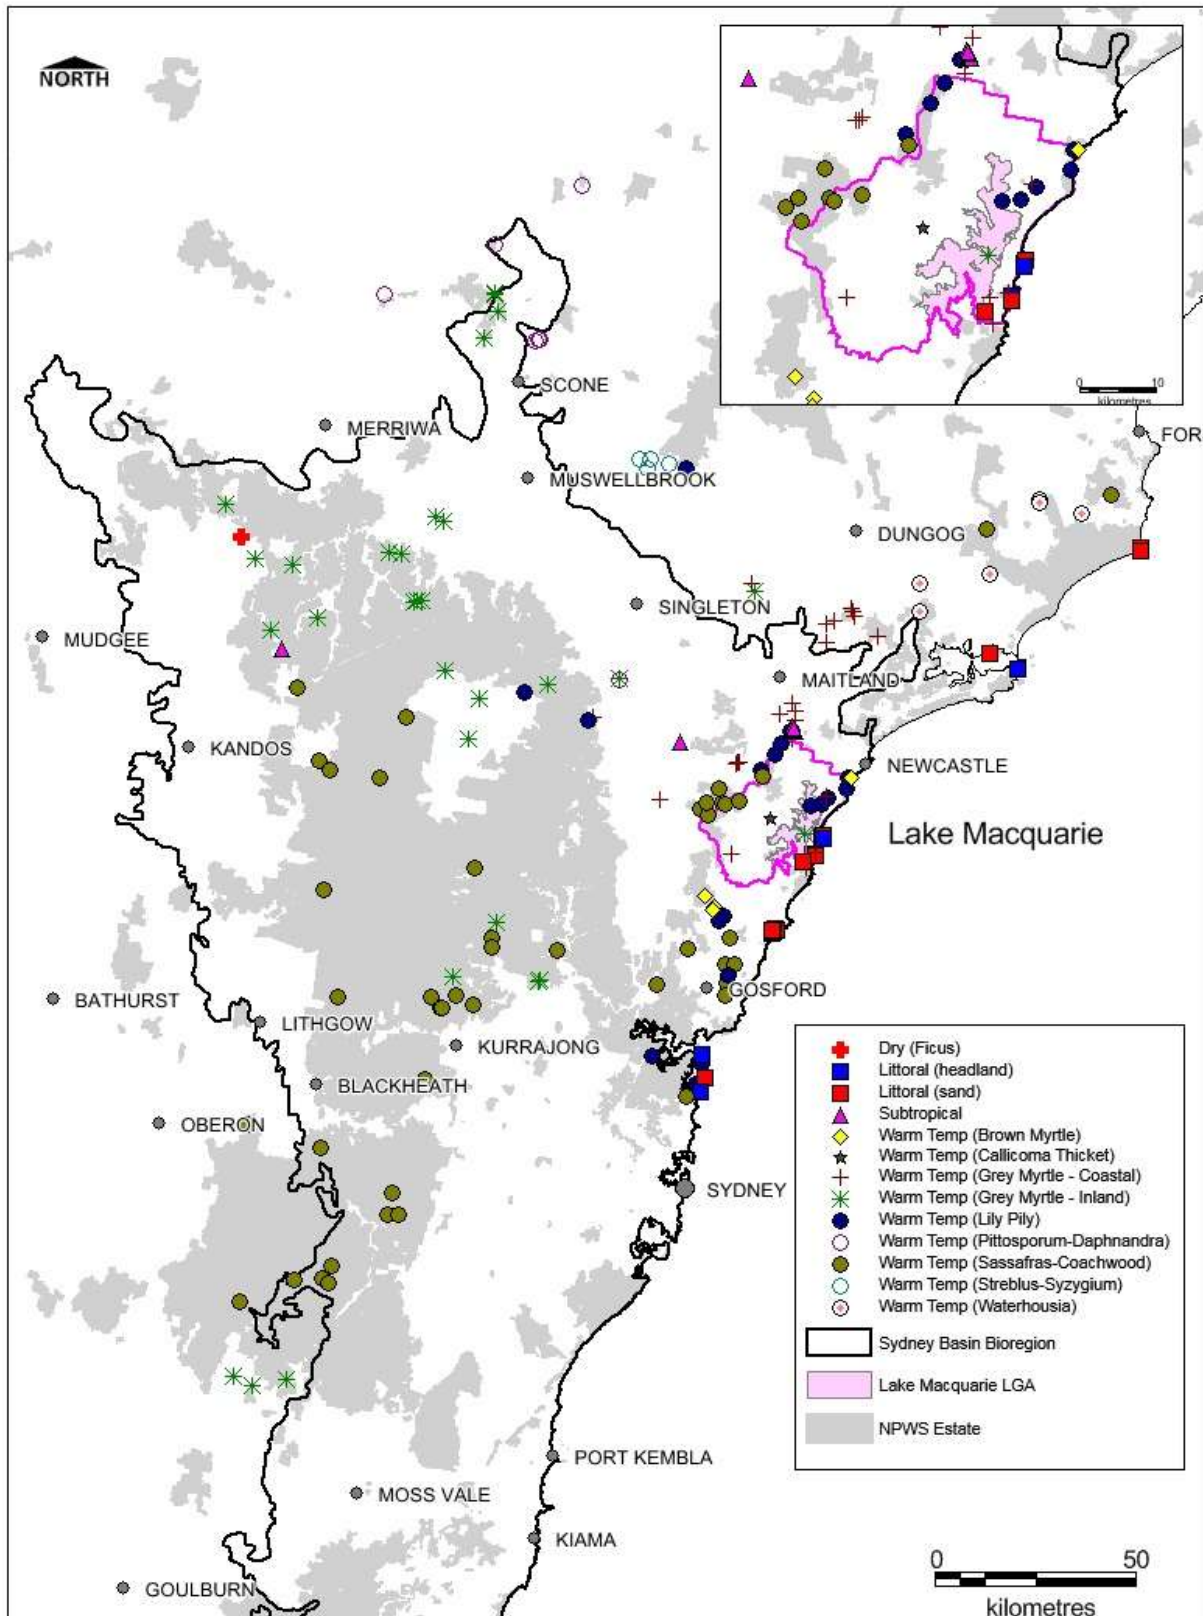 NORTH
0 10
kilometres
SCONE
MERRIWA
FOR
MUSWELLBROOK
DUNGOG
SINGLETON
MUDGEE
MAITLAND
KANDOS
NEWCASTLE
Lake Macquarie
BATHURST
GOSFORD
LITHGOW
KURRAJONG
BLACKHEATH
OBERON
SYDNEY
Dry (Ficus)
Littoral (headland)
Littoral (sand)
Subtropical
Warm Temp (Brown Myrtle)
Warm Temp (Callicoma Thicket)
Warm Temp (Grey Myrtle - Coastal)
Warm Temp (Grey Myrtle - Inland)
Warm Temp (Lily Pily)
Warm Temp (Pittosporum-Daphnandra)
Warm Temp (Sassafras-Coachwood)
Warm Temp (Streblus-Syzygium)
Warm Temp (Waterhousia)
Sydney Basin Bioregion
Lake Macquarie LGA
NPWS Estate
PORT KEMBLA
MOSS VALE
KIAMA
GOULBURN
0 50
kilometres